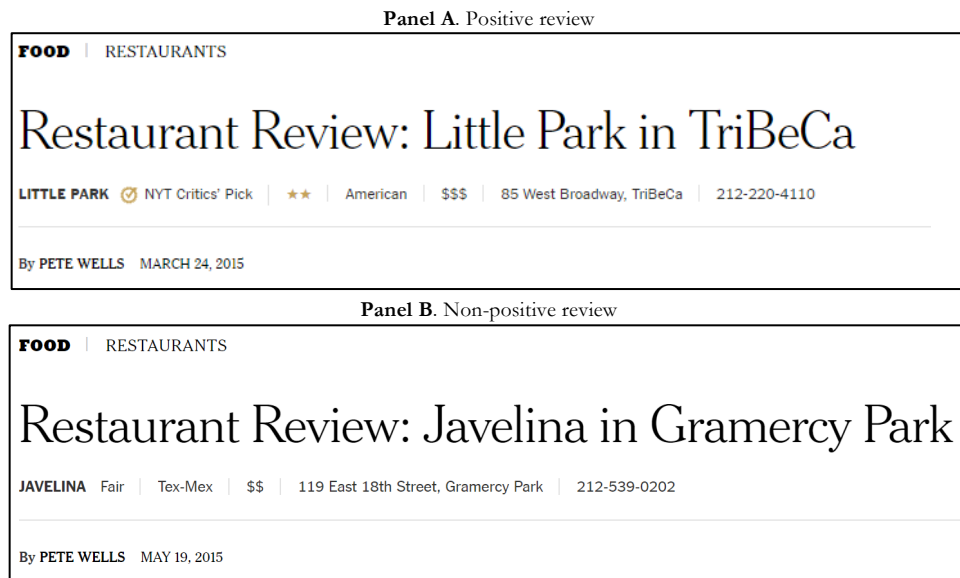 Panel A. Positive review
FOOD | RESTAURANTS
Restaurant Review: Little Park in TriBeCa
LITTLE PARK NYT Critics' Pick | ★★ | American | $$$ | 85 West Broadway, TriBeCa | 212-220-4110
By PETE WELLS MARCH 24, 2015
Panel B. Non-positive review
FOOD | RESTAURANTS
Restaurant Review: Javelina in Gramercy Park
JAVELINA Fair | Tex-Mex | $$ | 119 East 18th Street, Gramercy Park | 212-539-0202
By PETE WELLS MAY 19, 2015